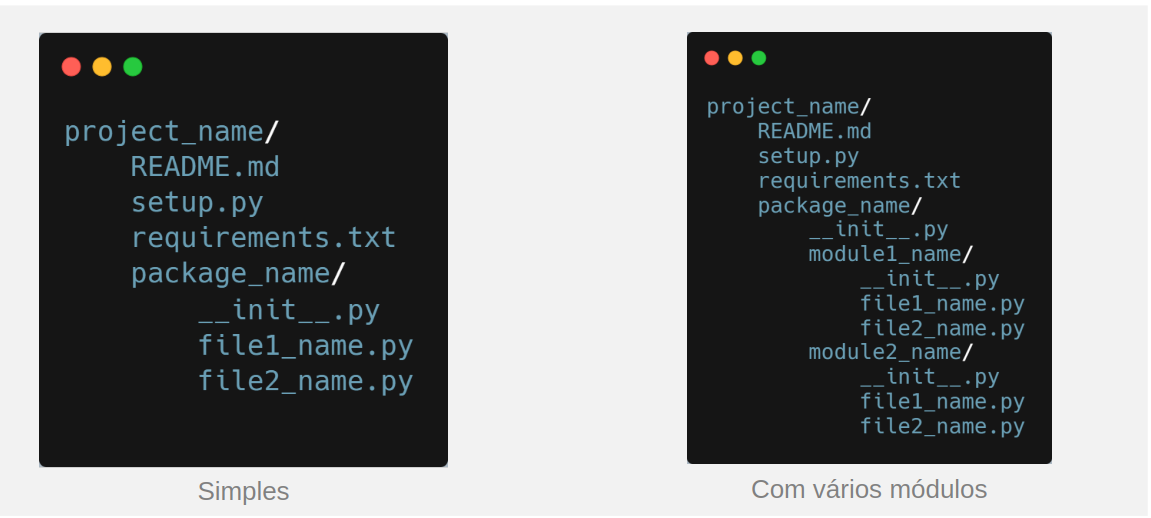 project_name/
README.md
setup.py
requirements.txt
package_name/
__init__.py
file1_name.py
file2_name.py
Simples
project_name/
README.md
setup.py
requirements.txt
package_name/
__init__.py
module1_name/
__init__.py
file1_name.py
file2_name.py
module2_name/
__init__.py
file1_name.py
file2_name.py
Com vários módulos